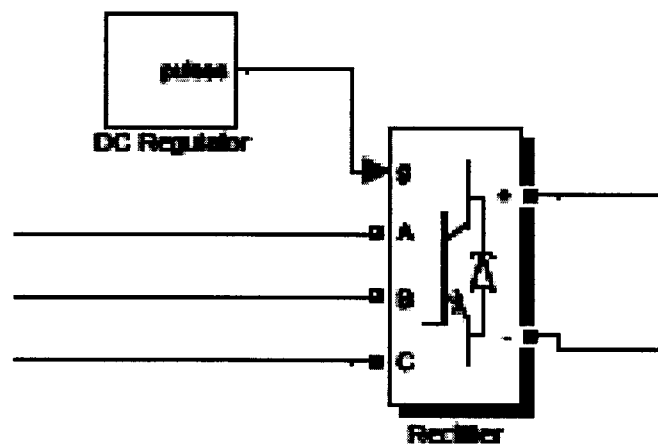 pulses
DC Regulator
g
A
B
C
+
-
Rectifier